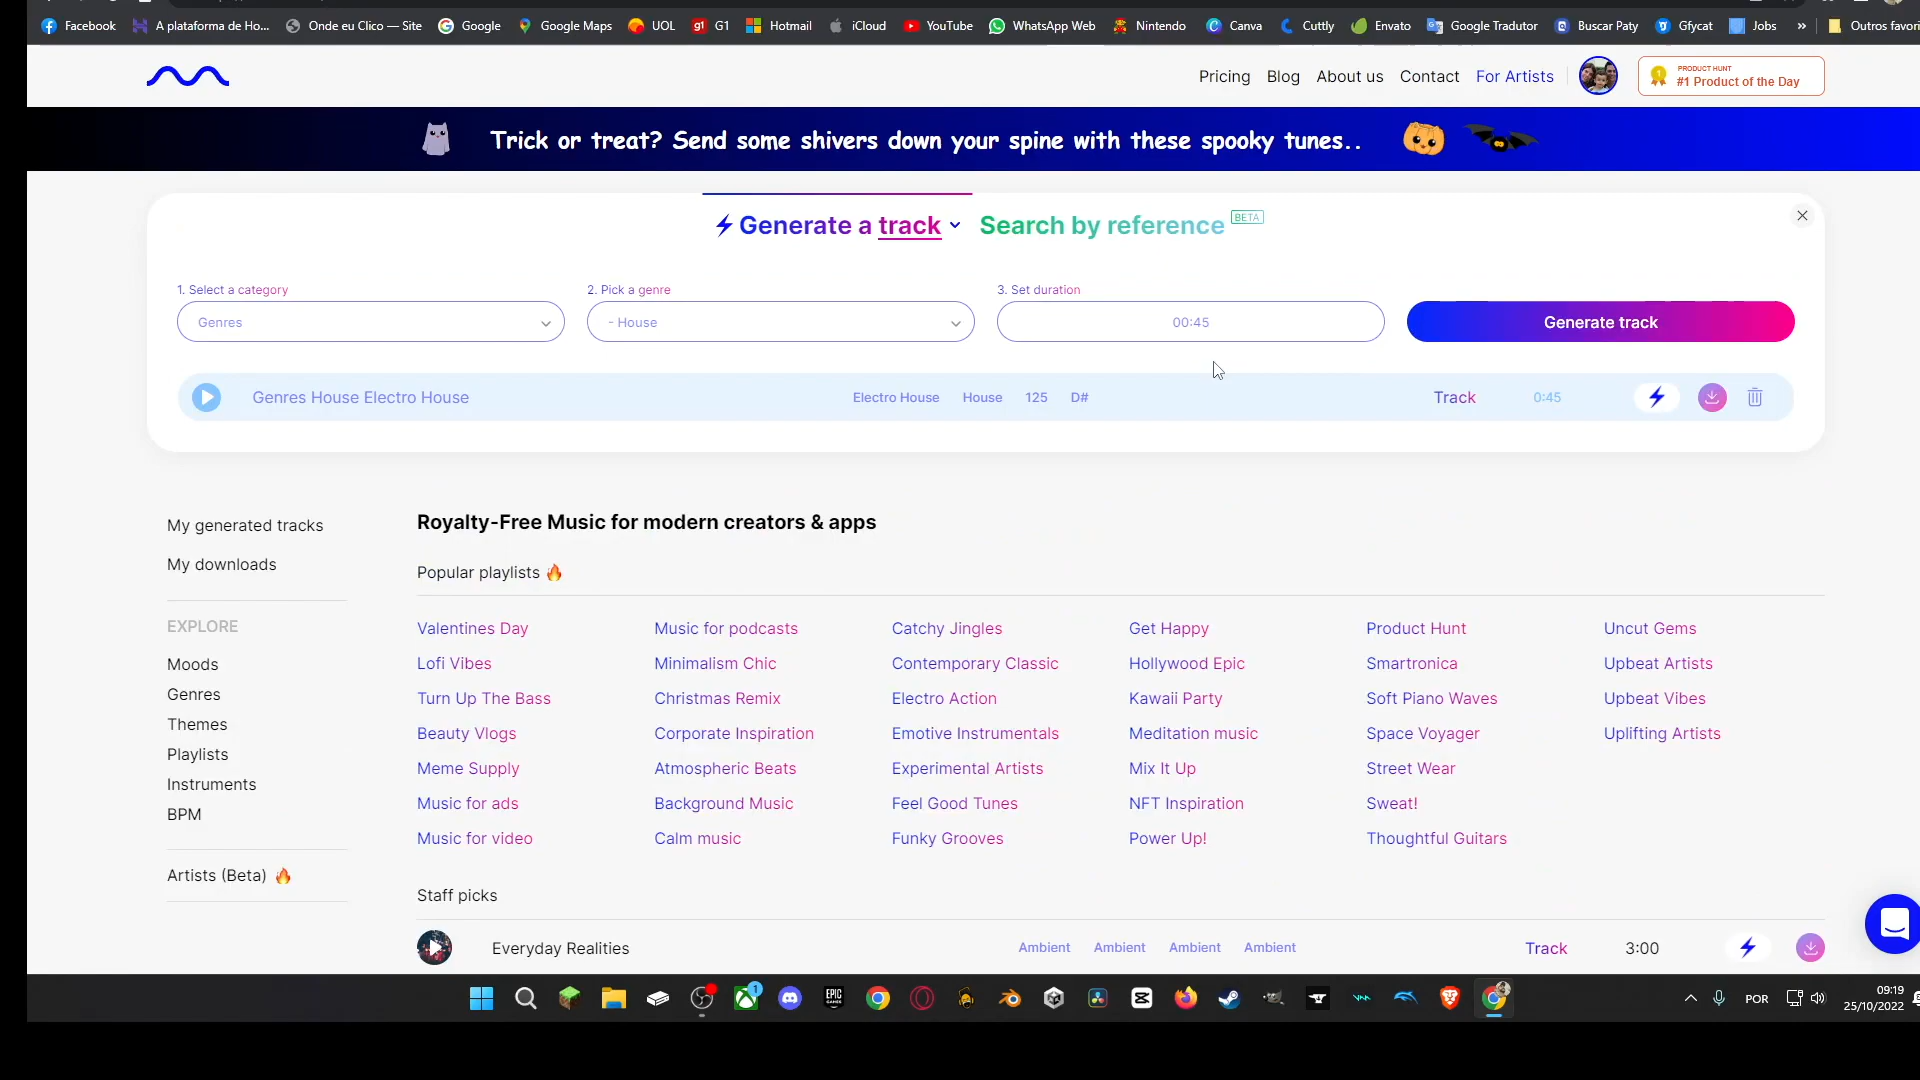 Facebook
A plataforma de Ho...
Onde eu Clico — Site
Google
Google Maps
UOL
G1
Hotmail
iCloud
YouTube
WhatsApp Web
Nintendo
Canva
Cuttly
Envato
Google Tradutor
Buscar Paty
Gfycat
Jobs
»
Outros favori
Pricing
Blog
About us
Contact
For Artists
PRODUCT HUNT
#1 Product of the Day
Trick or treat? Send some shivers down your spine with these spooky tunes..
Generate a track
Search by reference
BETA
1. Select a category
2. Pick a genre
3. Set duration
Genres
- House
00:45
Generate track
Genres House Electro House
Electro House
House
125
D#
Track
0:45
My generated tracks
My downloads
EXPLORE
Moods
Genres
Themes
Playlists
Instruments
BPM
Artists (Beta)
Royalty-Free Music for modern creators & apps
Popular playlists
Valentines Day
Music for podcasts
Catchy Jingles
Get Happy
Product Hunt
Uncut Gems
Lofi Vibes
Minimalism Chic
Contemporary Classic
Hollywood Epic
Smartronica
Upbeat Artists
Turn Up The Bass
Christmas Remix
Electro Action
Kawaii Party
Soft Piano Waves
Upbeat Vibes
Beauty Vlogs
Corporate Inspiration
Emotive Instrumentals
Meditation music
Space Voyager
Uplifting Artists
Meme Supply
Atmospheric Beats
Experimental Artists
Mix It Up
Street Wear
Music for ads
Background Music
Feel Good Tunes
NFT Inspiration
Sweat!
Music for video
Calm music
Funky Grooves
Power Up!
Thoughtful Guitars
Staff picks
Everyday Realities
Ambient
Ambient
Ambient
Ambient
Track
3:00
EPIC
GAMES
1
POR
09:19
25/10/2022